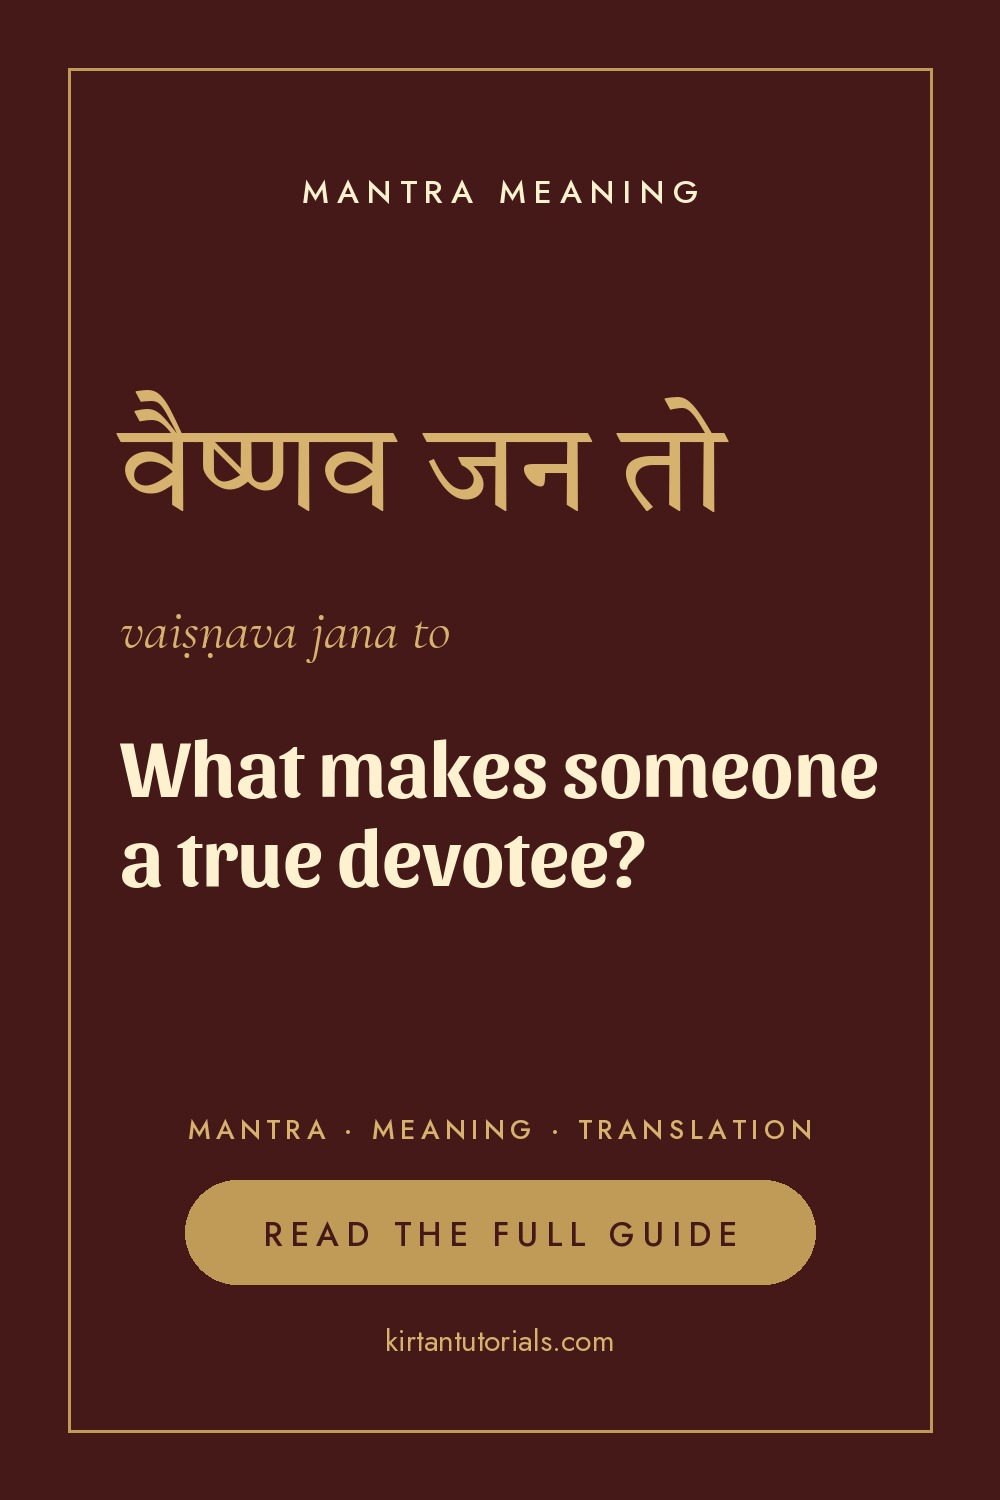 MANTRA MEANING
वैष्णव जन तो
vaiṣṇava jana to
What makes someone
a true devotee?
MANTRA · MEANING · TRANSLATION
READ THE FULL GUIDE
kirtantutorials.com